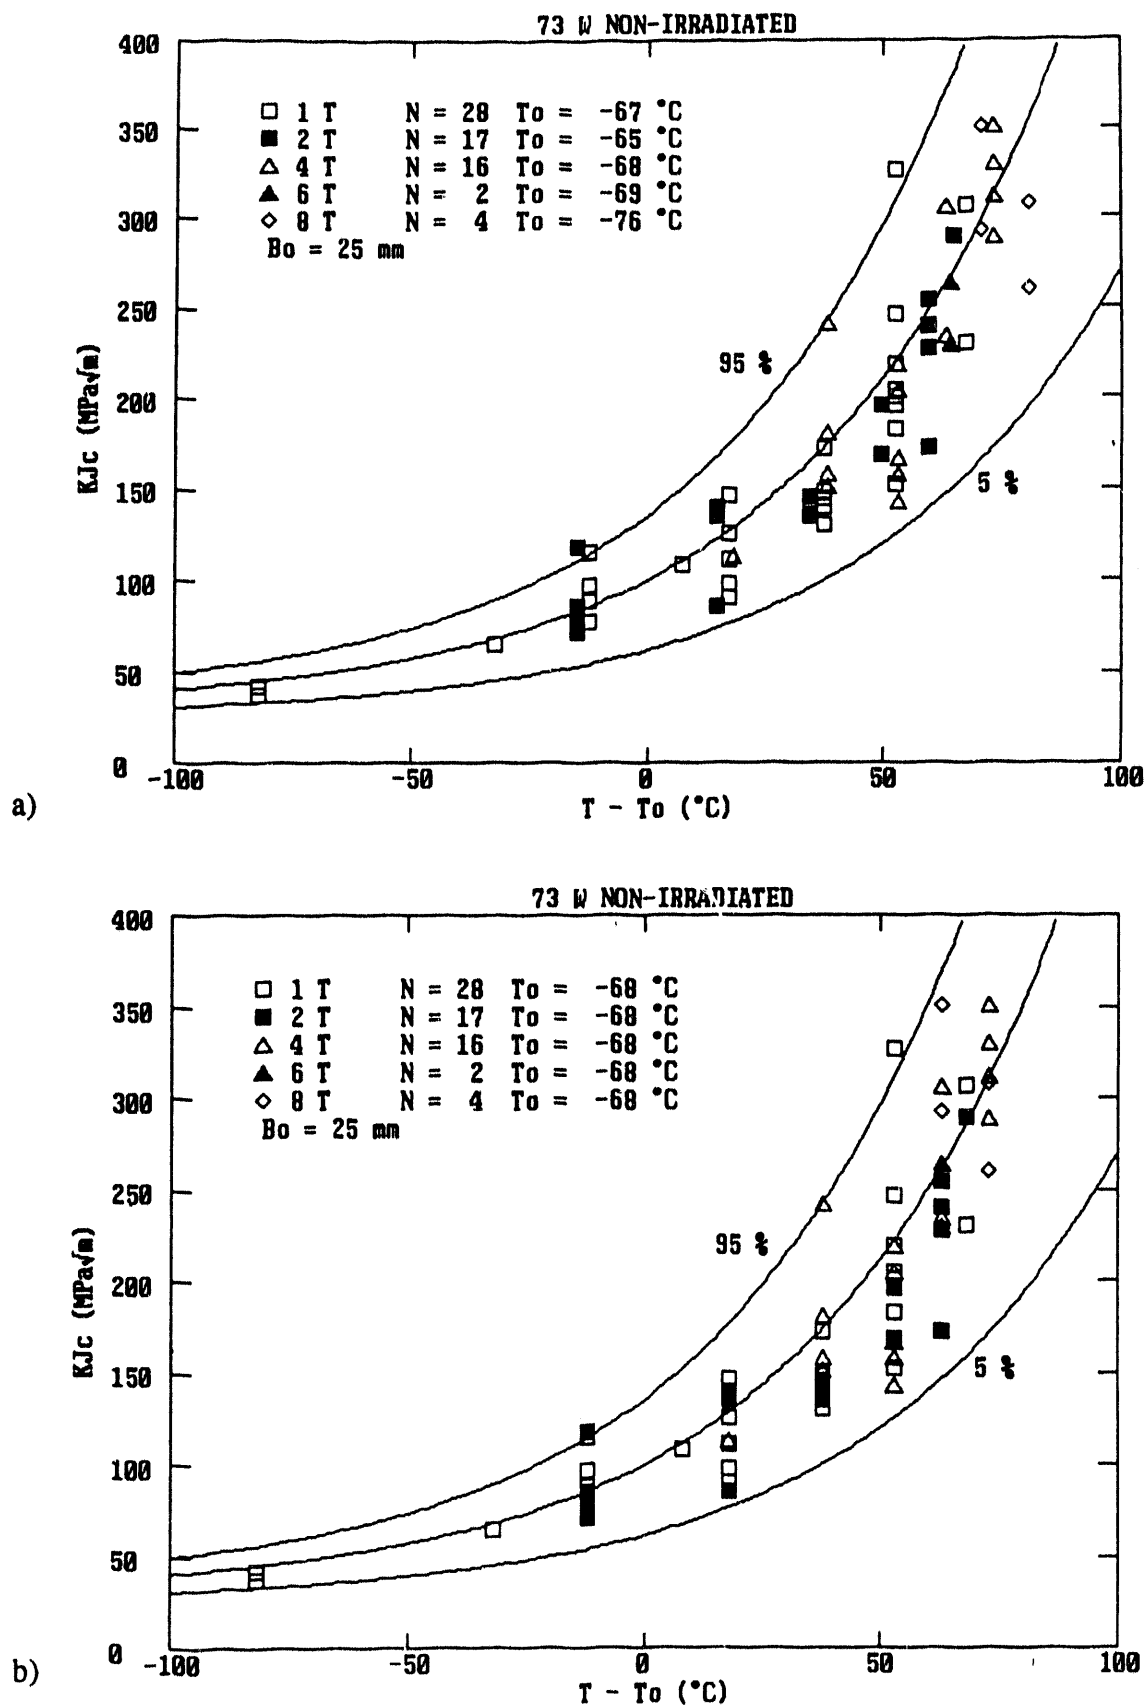 73 W NON-IRRADIATED
400
350
300
250
200
150
100
50
0
KJc (MPa√m)
□ 1 T N = 28 To = -67 °C
■ 2 T N = 17 To = -65 °C
△ 4 T N = 16 To = -68 °C
▲ 6 T N = 2 To = -69 °C
◇ 8 T N = 4 To = -76 °C
Bo = 25 mm
95 %
5 %
-100 -50 0 50 100
T - To (°C)
a)
73 W NON-IRRADIATED
400
350
300
250
200
150
100
50
0
KJc (MPa√m)
□ 1 T N = 28 To = -68 °C
■ 2 T N = 17 To = -68 °C
△ 4 T N = 16 To = -68 °C
▲ 6 T N = 2 To = -68 °C
◇ 8 T N = 4 To = -68 °C
Bo = 25 mm
95 %
5 %
-100 -50 0 50 100
T - To (°C)
b)